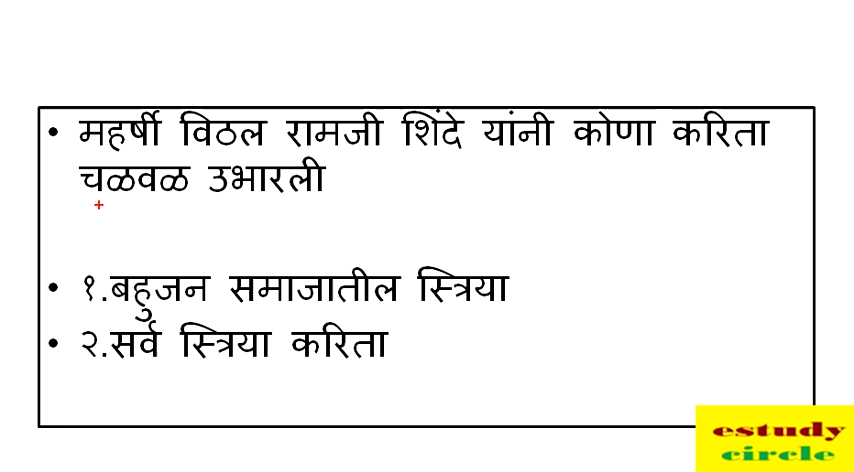 • महर्षी विठल रामजी शिंदे यांनी कोणा करिता
चळवळ उभारली
• १.बहुजन समाजातील स्त्रिया
• २.सर्व स्त्रिया करिता
estudy
circle